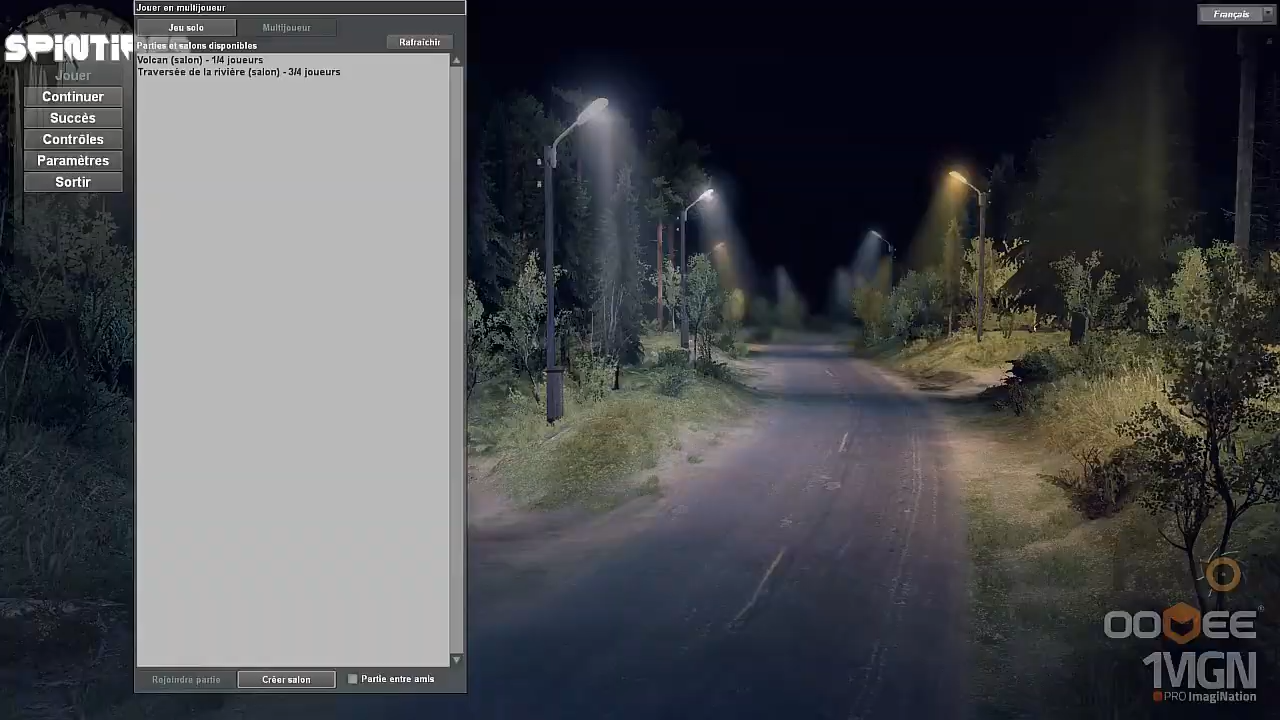 Jouer en multijoueur
Français
Jeu solo
Multijoueur
SPiNTiR
Parties et salons disponibles
Rafraîchir
Volcan (salon) - 1/4 joueurs
Traversée de la rivière (salon) - 3/4 joueurs
Jouer
Continuer
Succès
Contrôles
Paramètres
Sortir
Rejoindre partie
Créer salon
Partie entre amis
OOVEE®
1MGN
PRO ImagiNation